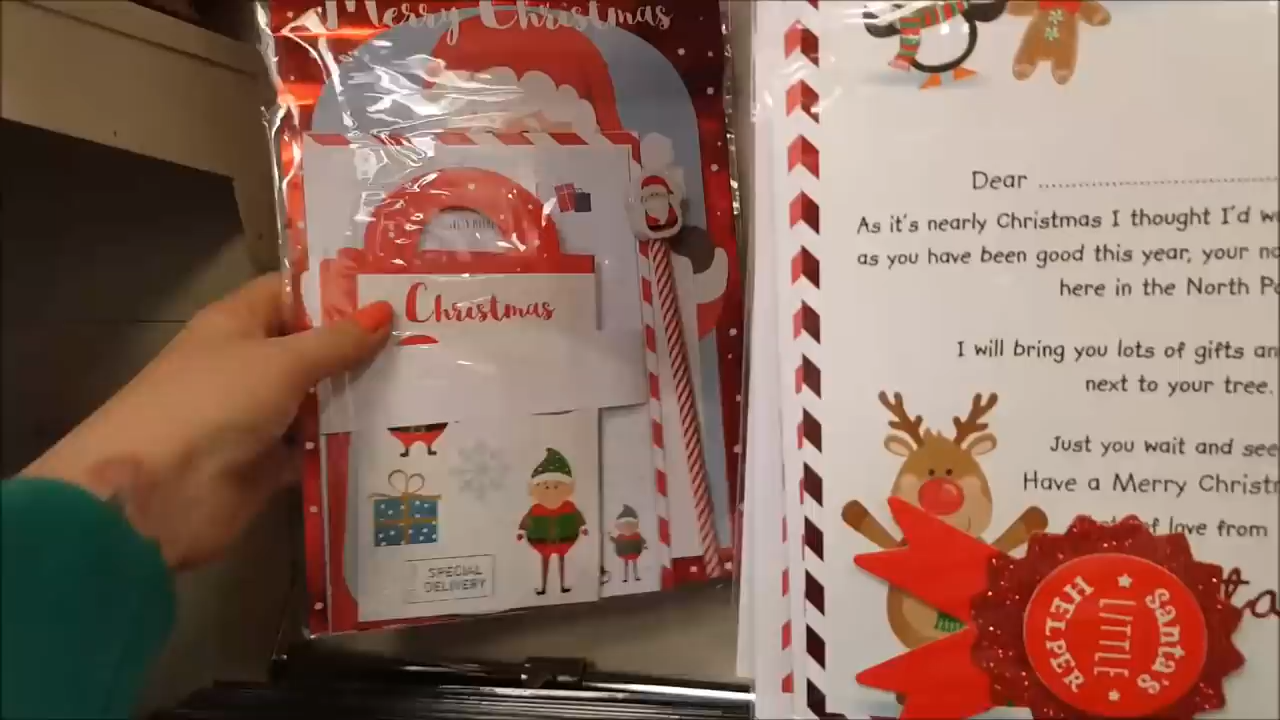 Merry Christmas
Christmas
SPECIAL
DELIVERY
Dear
As it's nearly Christmas I thought I'd
as you have been good this year, your
here in the North
I will bring you lots of gifts
next to your tree.
Just you wait and see
Have a Merry
love from
Santa's
LITTLE
HELPER